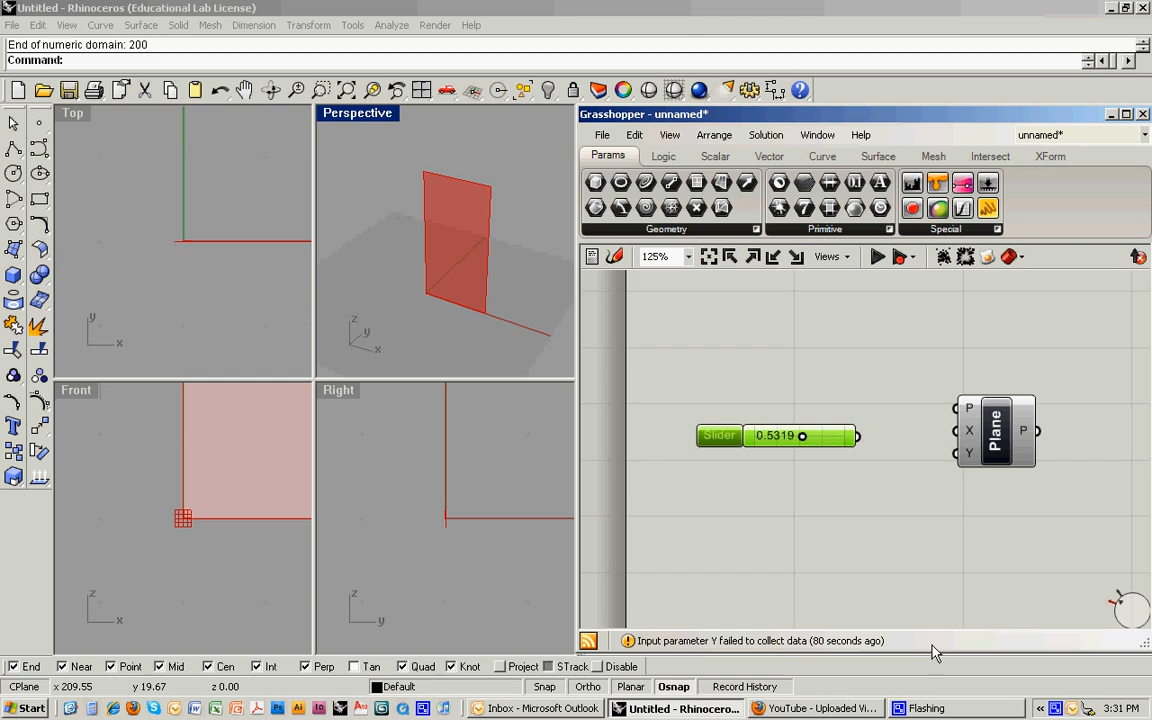 Untitled - Rhinoceros (Educational Lab License)
File Edit View Curve Surface Solid Mesh Dimension Transform Tools Analyze Render Help
End of numeric domain: 200
Command:
Top
Perspective
Grasshopper - unnamed*
File Edit View Arrange Solution Window Help unnamed*
Params Logic Scalar Vector Curve Surface Mesh Intersect XForm
Geometry Primitive Special
125% Views
y
x
z
y
x
Slider 0.5319
P
X
Y
Plane
P
Front
Right
z
x
z
y
Input parameter Y failed to collect data (80 seconds ago)
End Near Point Mid Cen Int Perp Tan Quad Knot Project STrack Disable
CPlane x 209.55 y 19.67 z 0.00 Default Snap Ortho Planar Osnap Record History
Start Inbox - Microsoft Outlook Untitled - Rhinocero... YouTube - Uploaded Vi... Flashing 3:31 PM